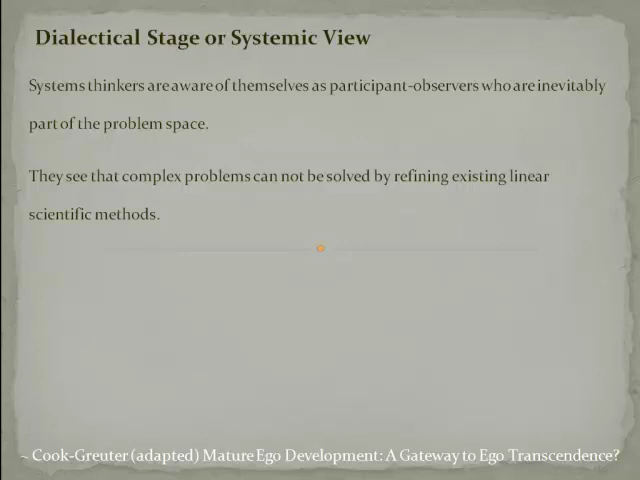 Dialectical Stage or Systemic View
Systems thinkers are aware of themselves as participant-observers who are inevitably
part of the problem space.
They see that complex problems can not be solved by refining existing linear
scientific methods.
~ Cook-Greuter (adapted) Mature Ego Development: A Gateway to Ego Transcendence?